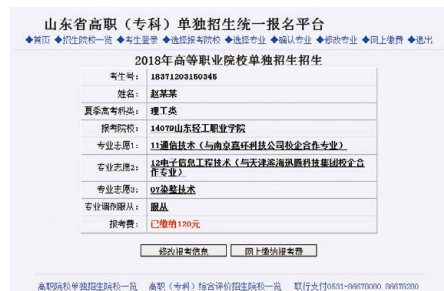 山东省高职（专科）单独招生统一报名平台
◆首页 ◆招生院校一览 ◆考生登录 ◆选择报考院校 ◆选择专业 ◆确认专业 ◆修改专业 ◆网上缴费 ◆退出
2018年高等职业院校单独招生招生
考生号： 18371203150345
姓名： 赵某某
夏季高考科类： 理工类
报考院校： 14079山东轻工职业学院
专业志愿1： 11通信技术（与南京嘉环科技公司校企合作专业）
专业志愿2： 12电子信息工程技术（与天津滨海迅腾科技集团校企合
作专业）
专业志愿3： 07染整技术
专业调剂服从： 服从
报考费： 已缴纳120元
修改报考信息 网上缴纳报考费
高职院校单独招生院校一览 高职（专科）综合评价招生院校一览 联行支付0531-86678080 86678280